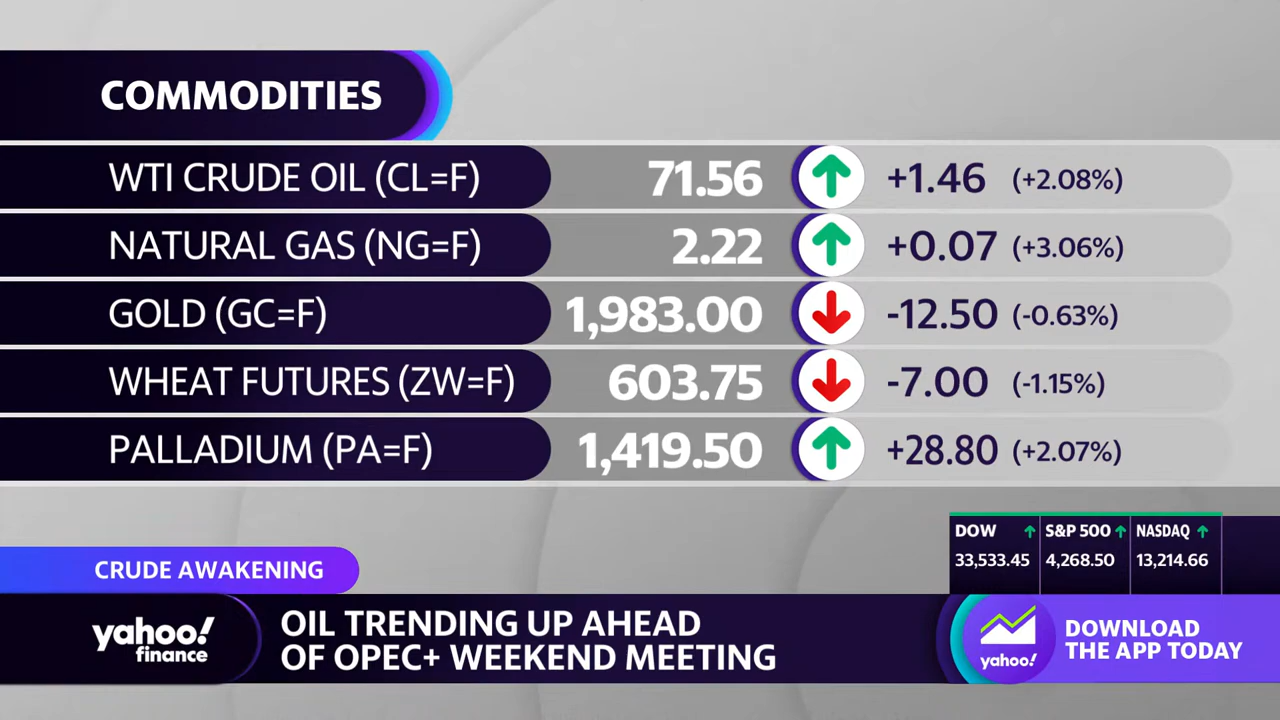 COMMODITIES
WTI CRUDE OIL (CL=F) 71.56 +1.46 (+2.08%)
NATURAL GAS (NG=F) 2.22 +0.07 (+3.06%)
GOLD (GC=F) 1,983.00 -12.50 (-0.63%)
WHEAT FUTURES (ZW=F) 603.75 -7.00 (-1.15%)
PALLADIUM (PA=F) 1,419.50 +28.80 (+2.07%)
DOW S&P 500 NASDAQ
33,533.45 4,268.50 13,214.66
CRUDE AWAKENING
yahoo!
finance
OIL TRENDING UP AHEAD
OF OPEC+ WEEKEND MEETING
yahoo!
DOWNLOAD
THE APP TODAY